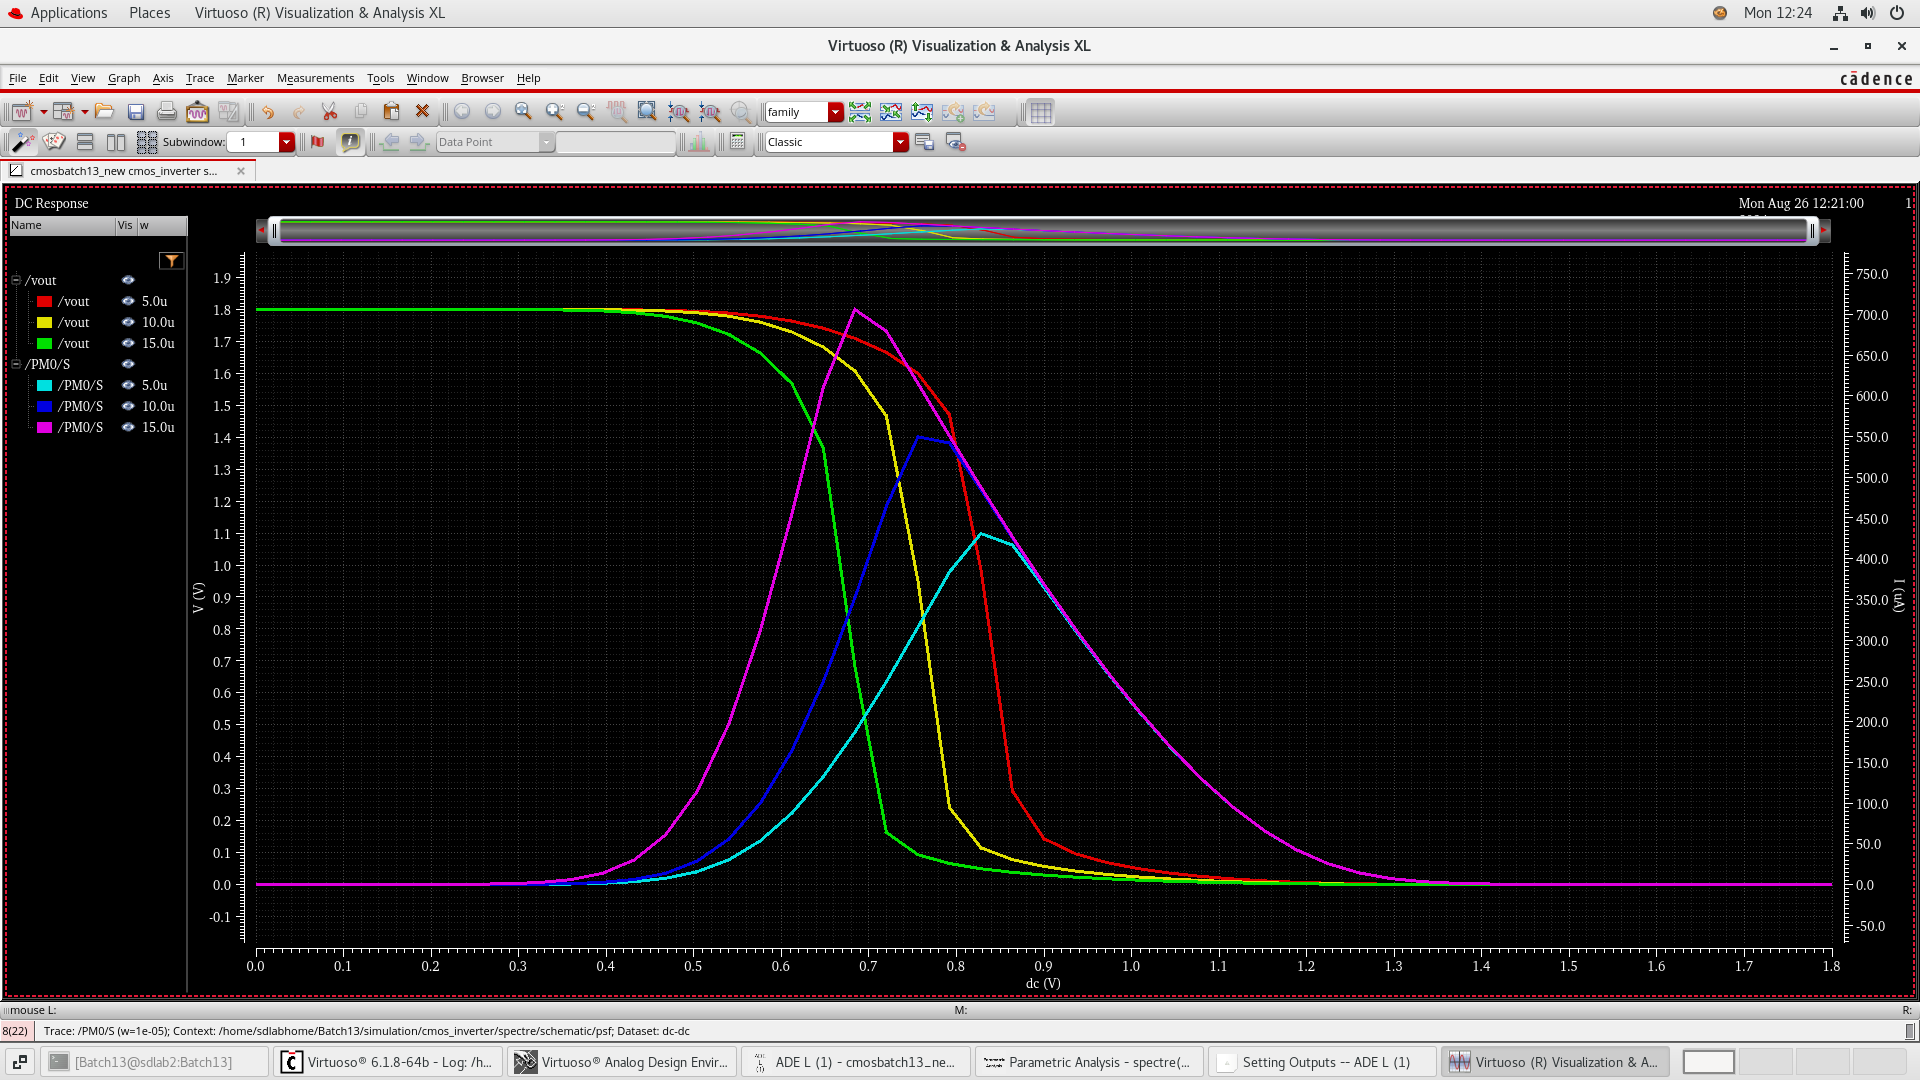 Applications Places Virtuoso (R) Visualization & Analysis XL Mon 12:24
Virtuoso (R) Visualization & Analysis XL
File Edit View Graph Axis Trace Marker Measurements Tools Options Window Browser Help cādence
family
Subwindow: 1 Data Point Classic
cmosbatch13_new cmos_inverter s...
DC Response Mon Aug 26 12:21:00 1
Name Vis w
/vout
/vout 5.0u
/vout 10.0u
/vout 15.0u
/PM0/S
/PM0/S 5.0u
/PM0/S 10.0u
/PM0/S 15.0u
V (V)
1.9
1.8
1.7
1.6
1.5
1.4
1.3
1.2
1.1
1.0
0.9
0.8
0.7
0.6
0.5
0.4
0.3
0.2
0.1
0.0
-0.1
750.0
700.0
650.0
600.0
550.0
500.0
450.0
400.0
350.0
300.0
250.0
200.0
150.0
100.0
50.0
0.0
-50.0
I (uA)
0.0 0.1 0.2 0.3 0.4 0.5 0.6 0.7 0.8 0.9 1.0 1.1 1.2 1.3 1.4 1.5 1.6 1.7 1.8
dc (V)
mouse L: M: R:
8(22) Trace: /PM0/S (w=1e-05); Context: /home/sdlabhome/Batch13/simulation/cmos_inverter/spectre/schematic/psf; Dataset: dc-dc
[Batch13@sdlab2:Batch13] Virtuoso® 6.1.8-64b - Log: /h... Virtuoso® Analog Design Envir... ADE L (1) - cmosbatch13_ne... Parametric Analysis - spectre(... Setting Outputs -- ADE L (1) Virtuoso (R) Visualization & A...